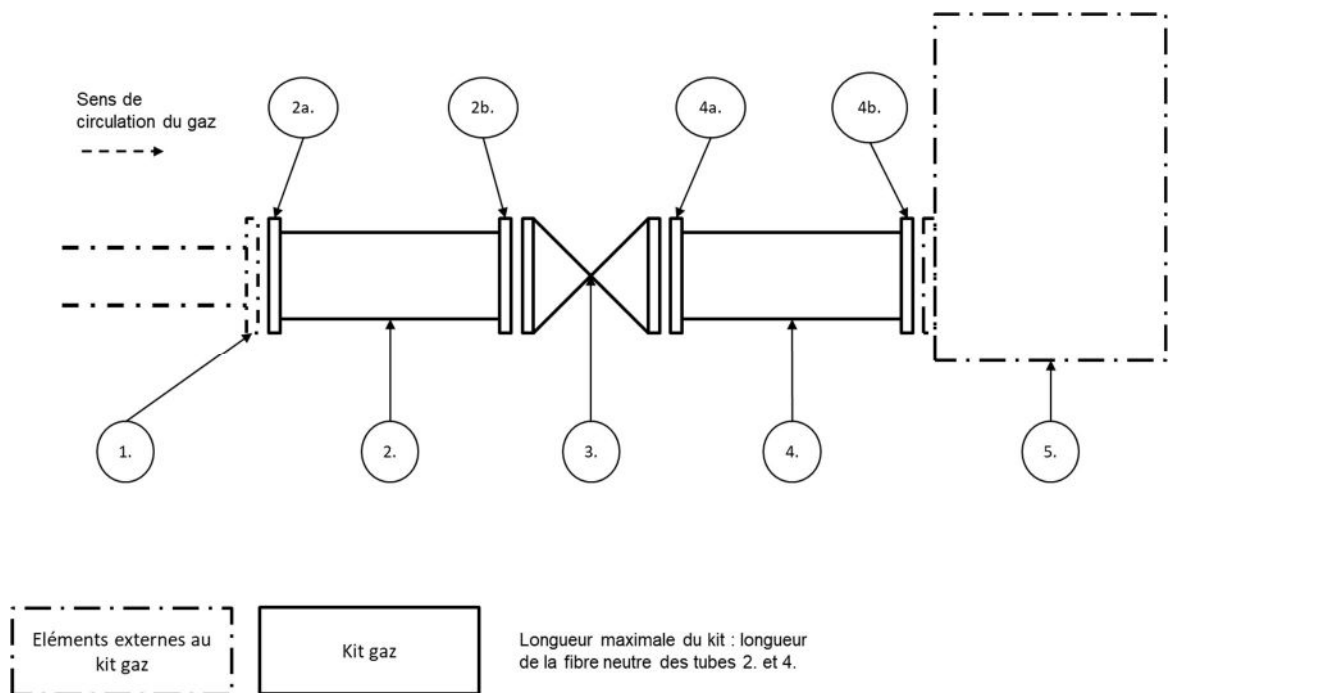 Sens de
circulation du gaz
2a.
2b.
4a.
4b.
1.
2.
3.
4.
5.
Eléments externes au
kit gaz
Kit gaz
Longueur maximale du kit : longueur
de la fibre neutre des tubes 2. et 4.